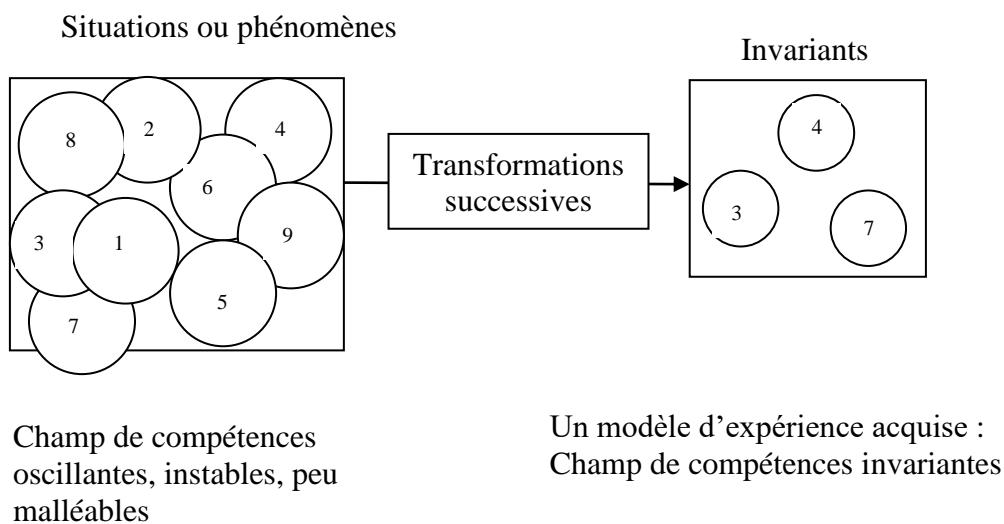 Situations ou phénomènes
Invariants
8
2
4
6
3
1
9
5
7
Transformations
successives
4
3
7
Champ de compétences
oscillantes, instables, peu
malléables
Un modèle d’expérience acquise :
Champ de compétences invariantes